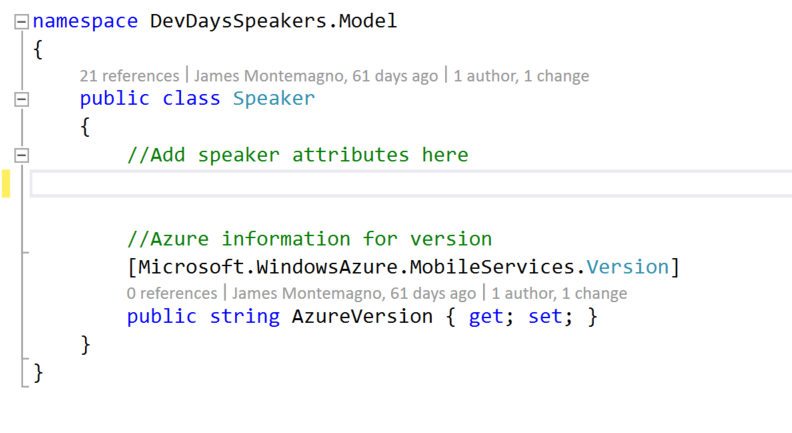 namespace DevDaysSpeakers.Model
{
21 references | James Montemagno, 61 days ago | 1 author, 1 change
public class Speaker
{
//Add speaker attributes here
//Azure information for version
[Microsoft.WindowsAzure.MobileServices.Version]
0 references | James Montemagno, 61 days ago | 1 author, 1 change
public string AzureVersion { get; set; }
}
}